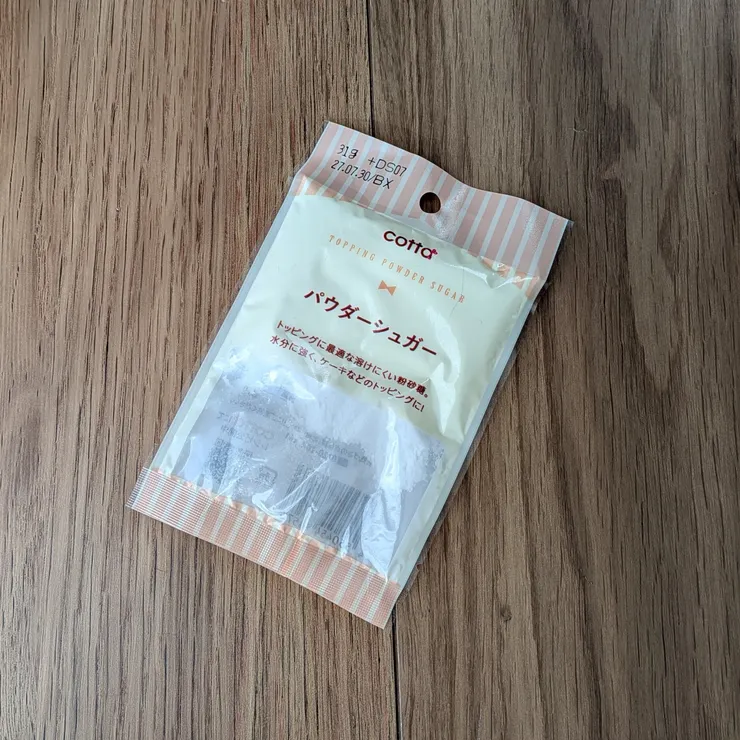 31g +DS07
27.07.30/BX
cotta
TOPPING POWDER SUGAR
パウダーシュガー
トッピングに最適な溶けにくい粉砂糖。
水分に強く、ケーキなどのトッピングに!